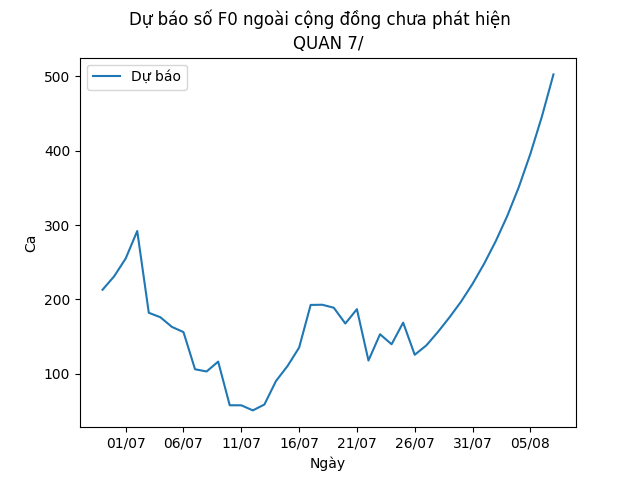 Dự báo số F0 ngoài cộng đồng chưa phát hiện
QUAN 7/
Dự báo
500
400
300
200
100
Ca
01/07 06/07 11/07 16/07 21/07 26/07 31/07 05/08
Ngày